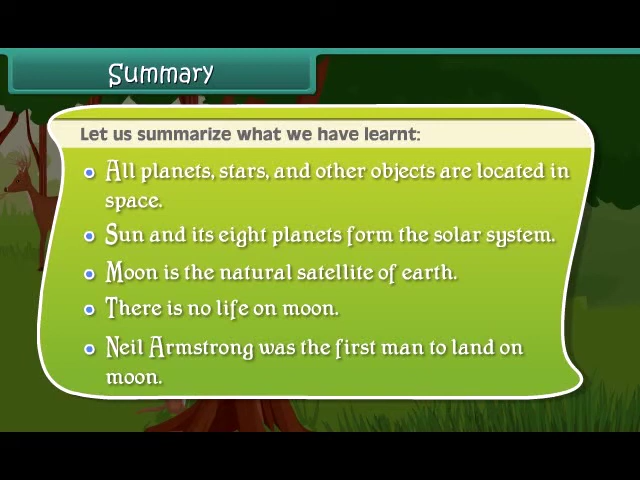 Summary
Let us summarize what we have learnt:
All planets, stars, and other objects are located in
space.
Sun and its eight planets form the solar system.
Moon is the natural satellite of earth.
There is no life on moon.
Neil Armstrong was the first man to land on
moon.